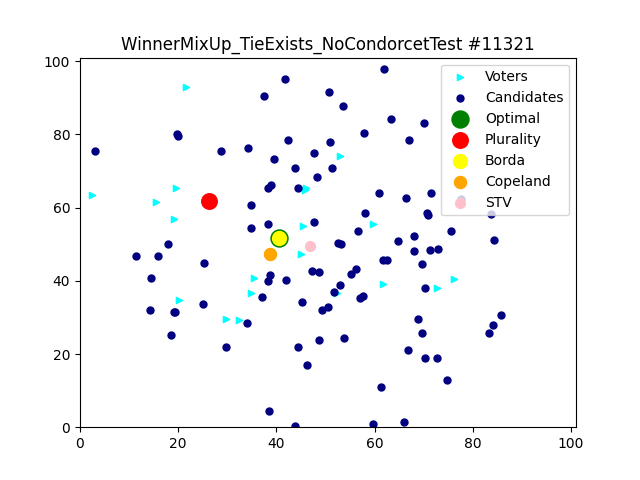 WinnerMixUp_TieExists_NoCondorcetTest #11321
Voters
Candidates
Optimal
Plurality
Borda
Copeland
STV
100
80
60
40
20
0
0 20 40 60 80 100